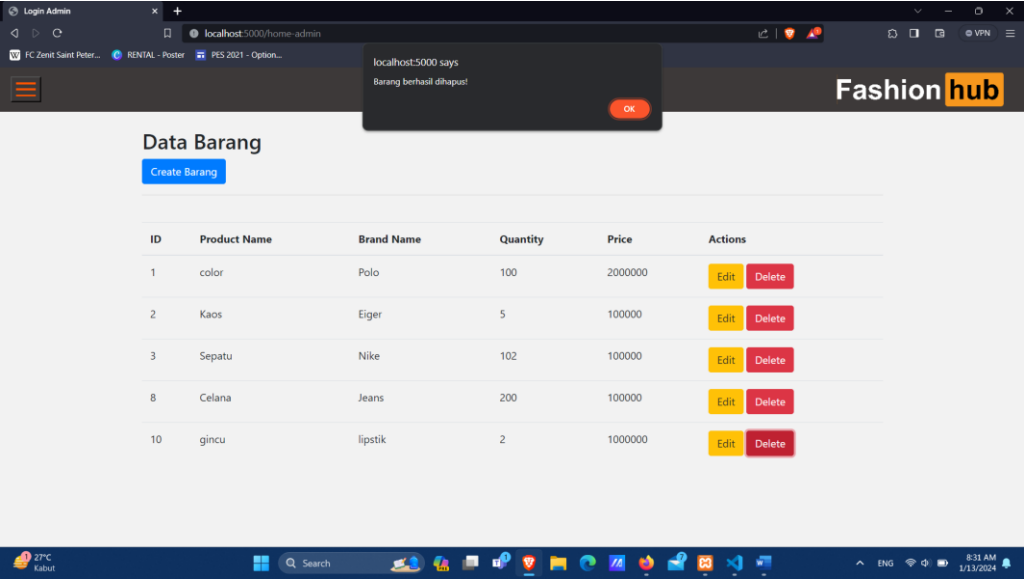 Login Admin
localhost:5000/home-admin
VPN
FC Zenit Saint Peter...
RENTAL - Poster
PES 2021 - Option...
localhost:5000 says
Barang berhasil dihapus!
OK
Fashion hub
Data Barang
Create Barang
ID Product Name Brand Name Quantity Price Actions
1 color Polo 100 2000000 Edit Delete
2 Kaos Eiger 5 100000 Edit Delete
3 Sepatu Nike 102 100000 Edit Delete
8 Celana Jeans 200 100000 Edit Delete
10 gincu lipstik 2 1000000 Edit Delete
1
27°C
Kabut
Search
1
7
ENG
8:31 AM
1/13/2024